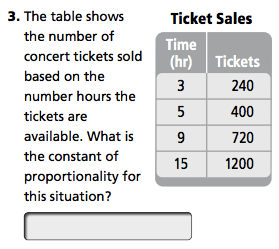 3. The table shows
the number of
concert tickets sold
based on the
number hours the
tickets are
available. What is
the constant of
proportionality for
this situation?
Ticket Sales
Time
(hr) Tickets
3 240
5 400
9 720
15 1200